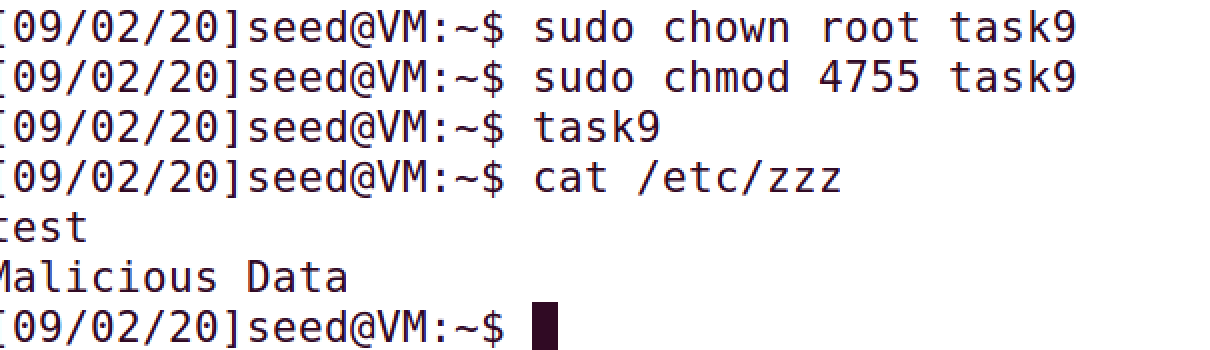 [09/02/20]seed@VM:~$ sudo chown root task9
[09/02/20]seed@VM:~$ sudo chmod 4755 task9
[09/02/20]seed@VM:~$ task9
[09/02/20]seed@VM:~$ cat /etc/zzz
test
Malicious Data
[09/02/20]seed@VM:~$